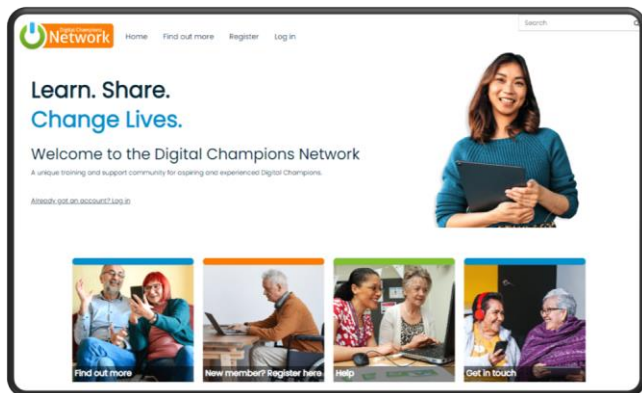 Digital Champions
Network
Home Find out more Register Log in
Search
Learn. Share.
Change Lives.
Welcome to the Digital Champions Network
A unique training and support community for aspiring and experienced Digital Champions.
Already got an account? Log in
Find out more
New member? Register here
Help
Get in touch